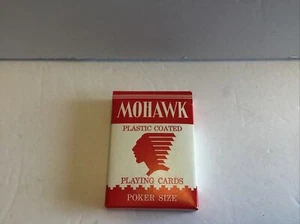 MOHAWK
PLASTIC COATED
PLAYING CARDS
POKER SIZE